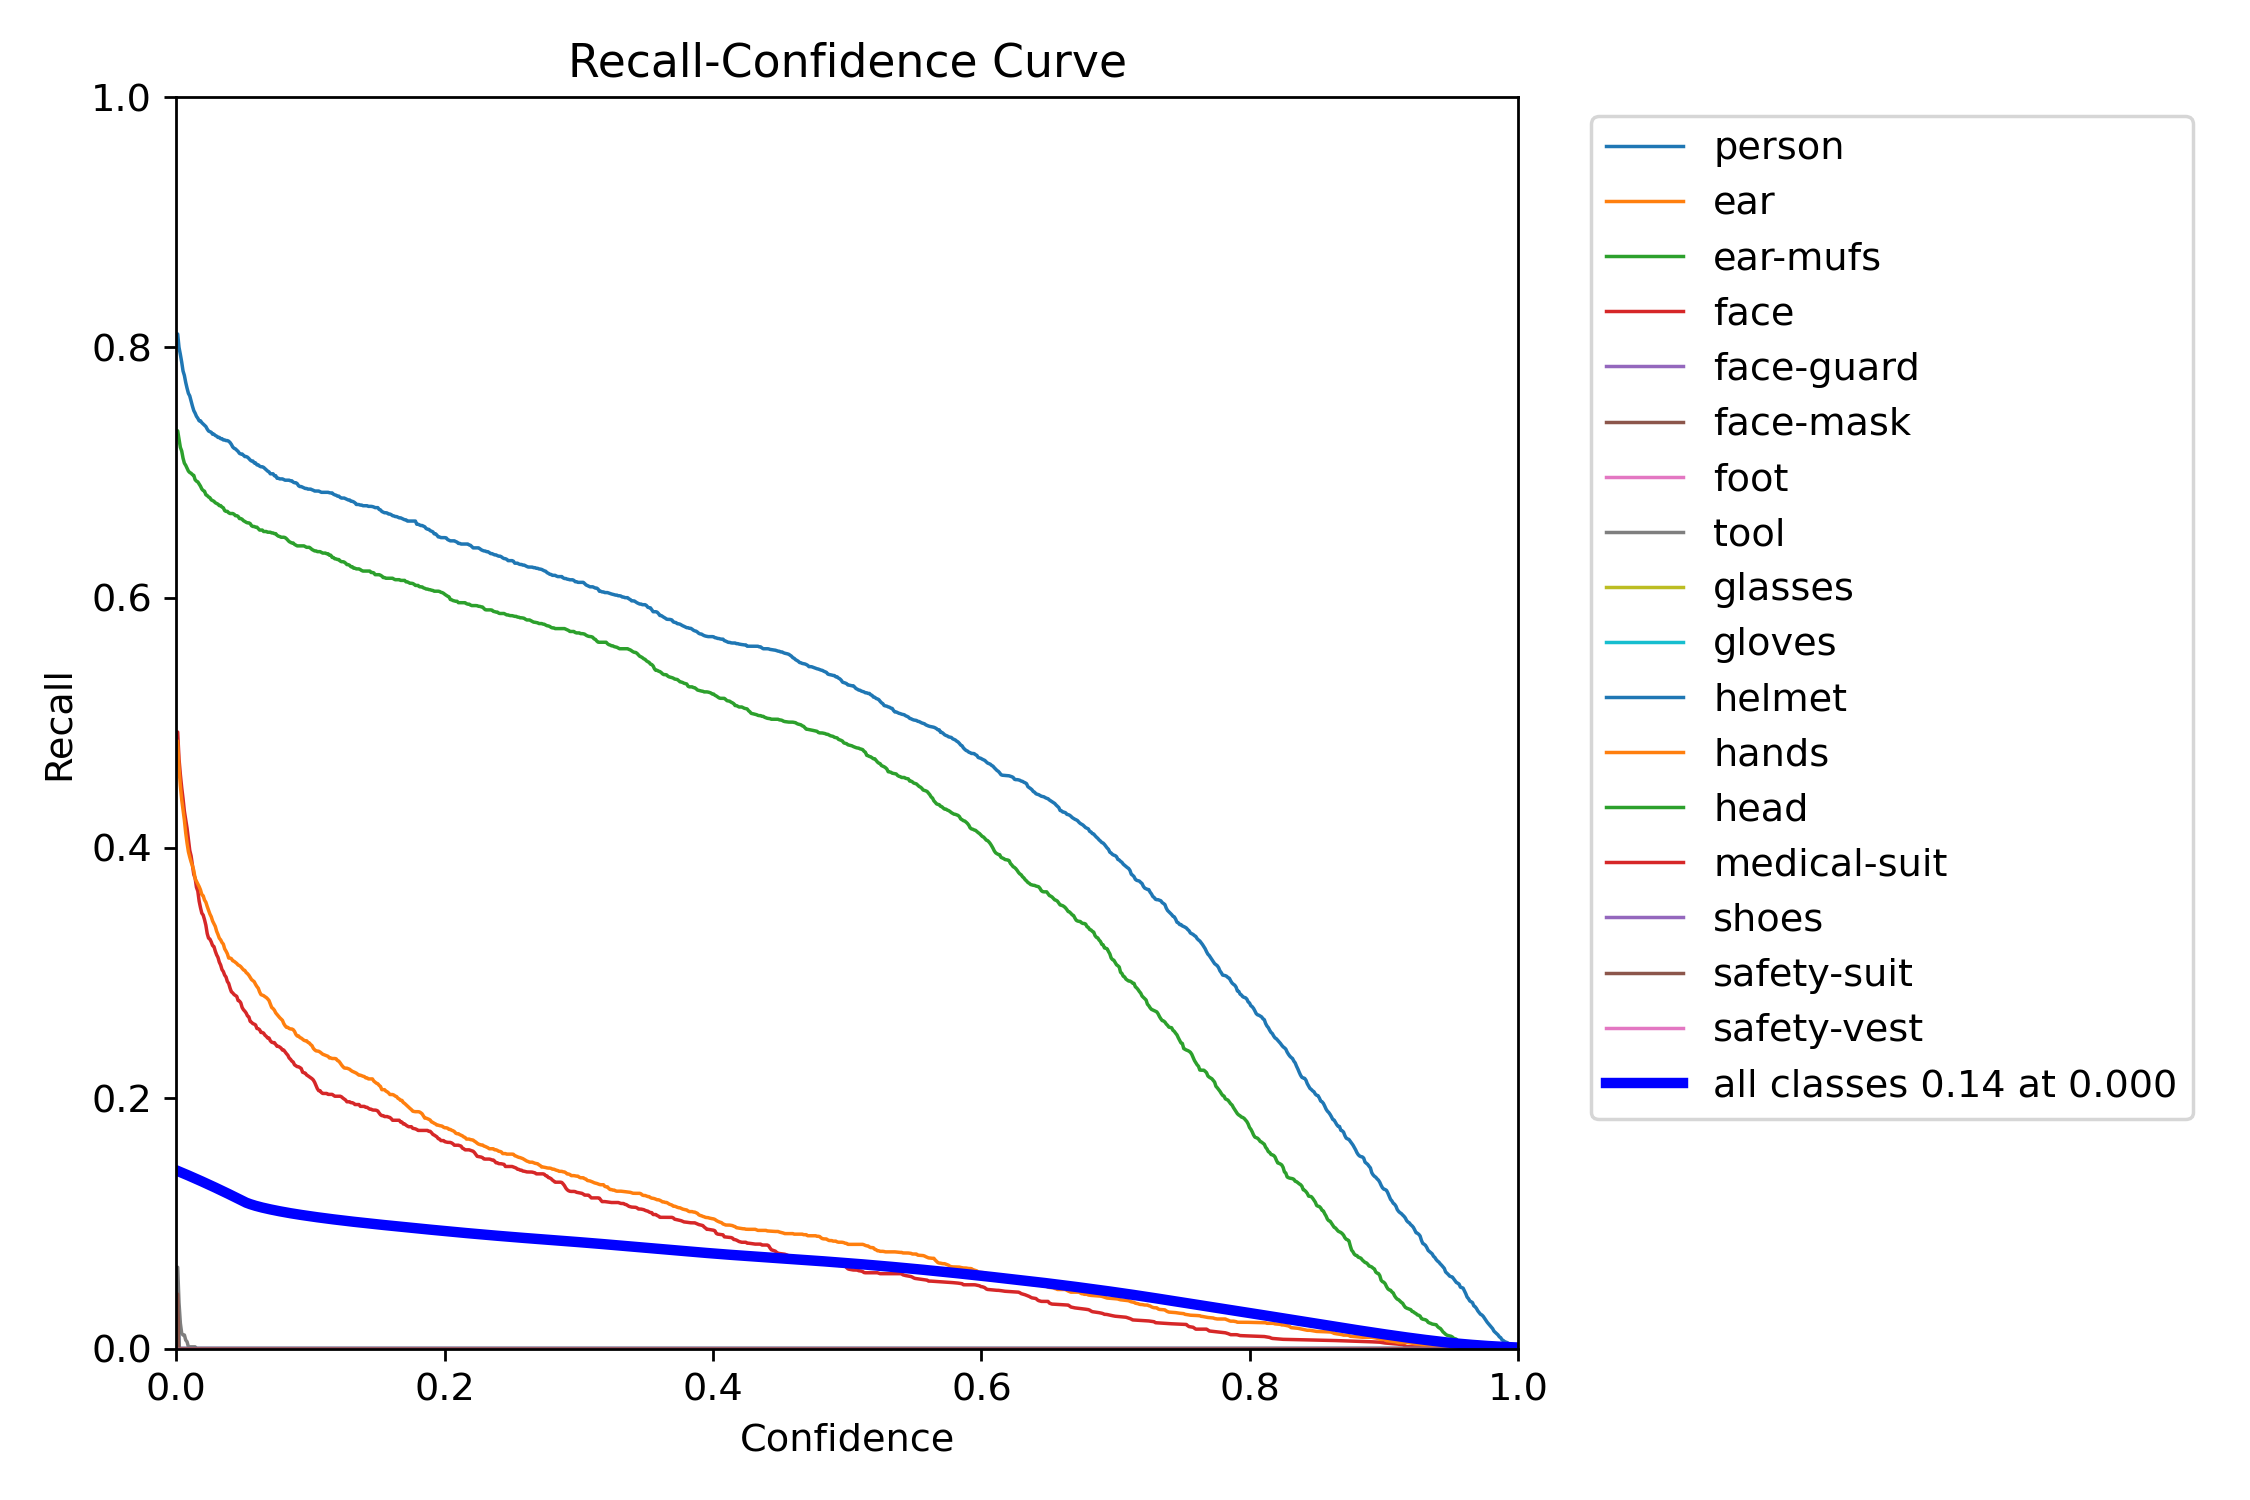 Recall-Confidence Curve
1.0
0.8
0.6
0.4
0.2
0.0
Recall
0.0 0.2 0.4 0.6 0.8 1.0
Confidence
person
ear
ear-mufs
face
face-guard
face-mask
foot
tool
glasses
gloves
helmet
hands
head
medical-suit
shoes
safety-suit
safety-vest
all classes 0.14 at 0.000